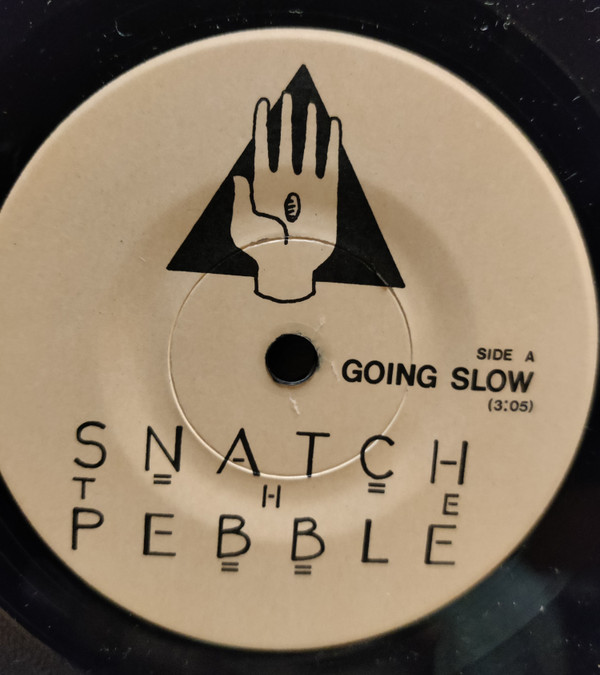 SIDE A
GOING SLOW
(3:05)
SNATCH
THE
PEBBLE